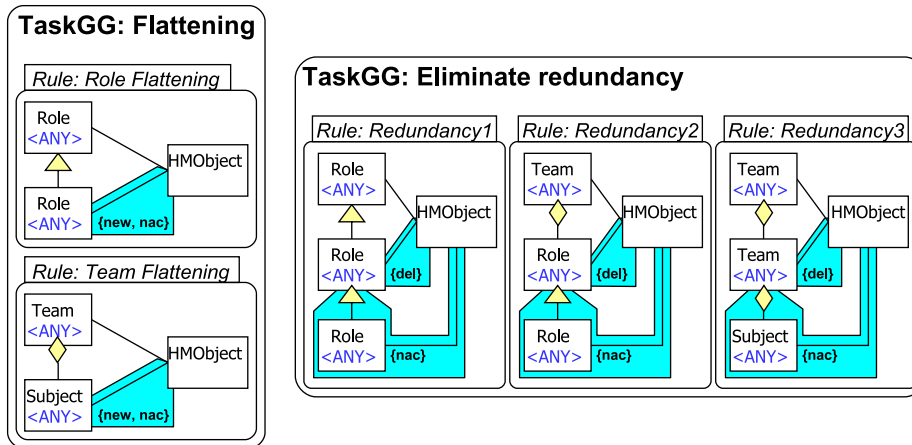 TaskGG: Flattening
Rule: Role Flattening
Role
<ANY>
HMObject
Role
<ANY>
{new, nac}
Rule: Team Flattening
Team
<ANY>
HMObject
Subject
<ANY>
{new, nac}
TaskGG: Eliminate redundancy
Rule: Redundancy1
Role
<ANY>
HMObject
Role
<ANY>
{del}
Role
<ANY>
{nac}
Rule: Redundancy2
Team
<ANY>
HMObject
Role
<ANY>
{del}
Role
<ANY>
{nac}
Rule: Redundancy3
Team
<ANY>
HMObject
Team
<ANY>
{del}
Subject
<ANY>
{nac}